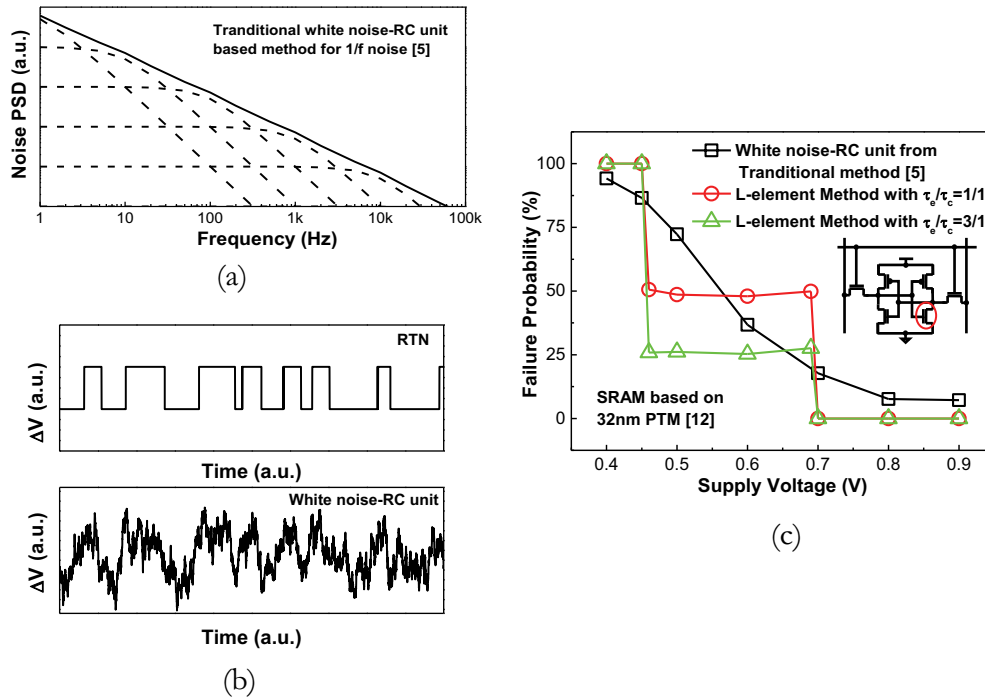 (a)
Noise PSD (a.u.)
Tranditional white noise-RC unit
based method for 1/f noise [5]
1 10 100 1k 10k 100k
Frequency (Hz)
(a)
RTN
ΔV (a.u.)
Time (a.u.)
White noise-RC unit
ΔV (a.u.)
Time (a.u.)
(b)
Failure Probability (%)
100
75
50
25
0
White noise-RC unit from
Tranditional method [5]
L-element Method with τe/τc=1/1
L-element Method with τe/τc=3/1
SRAM based on
32nm PTM [12]
0.4 0.5 0.6 0.7 0.8 0.9
Supply Voltage (V)
(c)